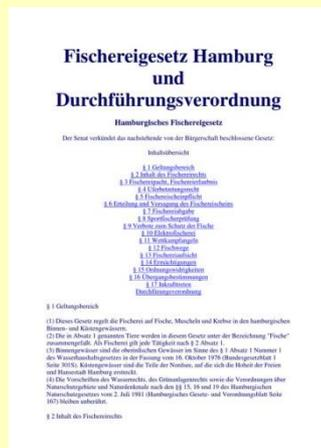 Fischereigesetz Hamburg
und
Durchführungsverordnung
Hamburgisches Fischereigesetz
Der Senat verkündet das nachstehende von der Bürgerschaft beschlossene Gesetz:
Inhaltsübersicht
§ 1 Geltungsbereich
§ 2 Inhalt des Fischereirechts
§ 3 Fischereipacht, Fischereierlaubnis
§ 4 Uferbetretungsrecht
§ 5 Fischereischeinpflicht
§ 6 Erteilung und Versagung des Fischereischeins
§ 7 Fischereiabgabe
§ 8 Sportfischerprüfung
§ 9 Verbote zum Schutz der Fische
§ 10 Elektrofischerei
§ 11 Wettkampfangeln
§ 12 Fischwege
§ 13 Fischereiaufsicht
§ 14 Ermächtigungen
§ 15 Ordnungswidrigkeiten
§ 16 Übergangsbestimmungen
§ 17 Inkrafttreten
Durchführungsverordnung
§ 1 Geltungsbereich
(1) Dieses Gesetz regelt die Fischerei auf Fische, Muscheln und Krebse in den hamburgischen
Binnen- und Küstengewässern.
(2) Die in Absatz 1 genannten Tiere werden in diesem Gesetz unter der Bezeichnung "Fische"
zusammengefaßt. Als Fischerei gilt jede Tätigkeit nach § 2 Absatz 1.
(3) Binnengewässer sind die oberirdischen Gewässer im Sinne des § 1 Absatz 1 Nummer 1
des Wasserhaushaltsgesetzes in der Fassung vom 16. Oktober 1976 (Bundesgesetzblatt I
Seite 3018). Küstengewässer sind die Teile der Nordsee, auf die sich die Hoheit der Freien
und Hansestadt Hamburg erstreckt.
(4) Die Vorschriften des Wasserrechts, des Grünanlagenrechts sowie die Verordnungen über
Naturschutzgebiete und Naturdenkmale nach den §§ 15, 16 und 19 des Hamburgischen
Naturschutzgesetzes vom 2. Juli 1981 (Hamburgisches Gesetz- und Verordnungsblatt Seite
167) bleiben unberührt.
§ 2 Inhalt des Fischereirechts